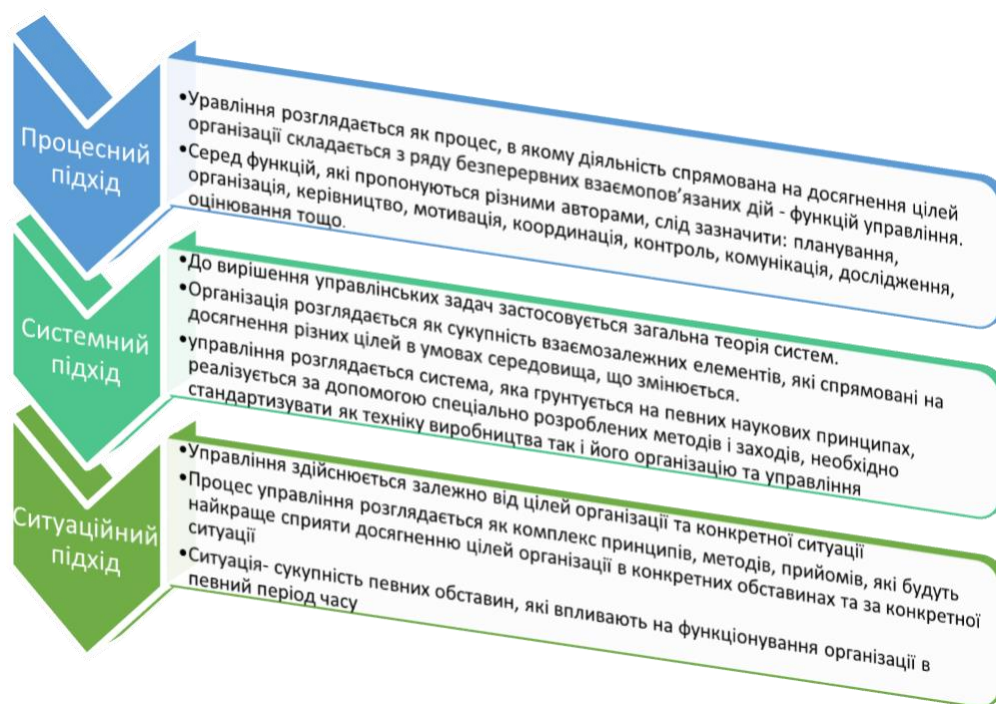 Процесний
підхід
•Уравління розглядається як процес, в якому діяльність спрямована на досягнення цілей
організації складається з ряду безперервних взаємопов’язаних дій - функцій управління.
•Серед функцій, які пропонуються різними авторами, слід зазначити: планування,
організація, керівництво, мотивація, координація, контроль, комунікація, дослідження,
оцінювання тощо.
Системний
підхід
•До вирішення управлінських задач застосовується загальна теорія систем.
•Організація розглядається як сукупність взаємозалежних елементів, які спрямовані на
досягнення різних цілей в умовах середовища, що змінюється.
•управління розглядається система, яка грунтується на певних наукових принципах,
реалізується за допомогою спеціально розроблених методів і заходів, необхідно
стандартизувати як техніку виробництва так і його організацію та управління
Ситуаційний
підхід
•Управління здійснюється залежно від цілей організації та конкретної ситуації
•Процес управління розглядається як комплекс принципів, методів, прийомів, які будуть
найкраще сприяти досягненню цілей організації в конкретних обставинах та за конкретної
ситуації
•Ситуація- сукупність певних обставин, які впливають на функціонування організації в
певний період часу